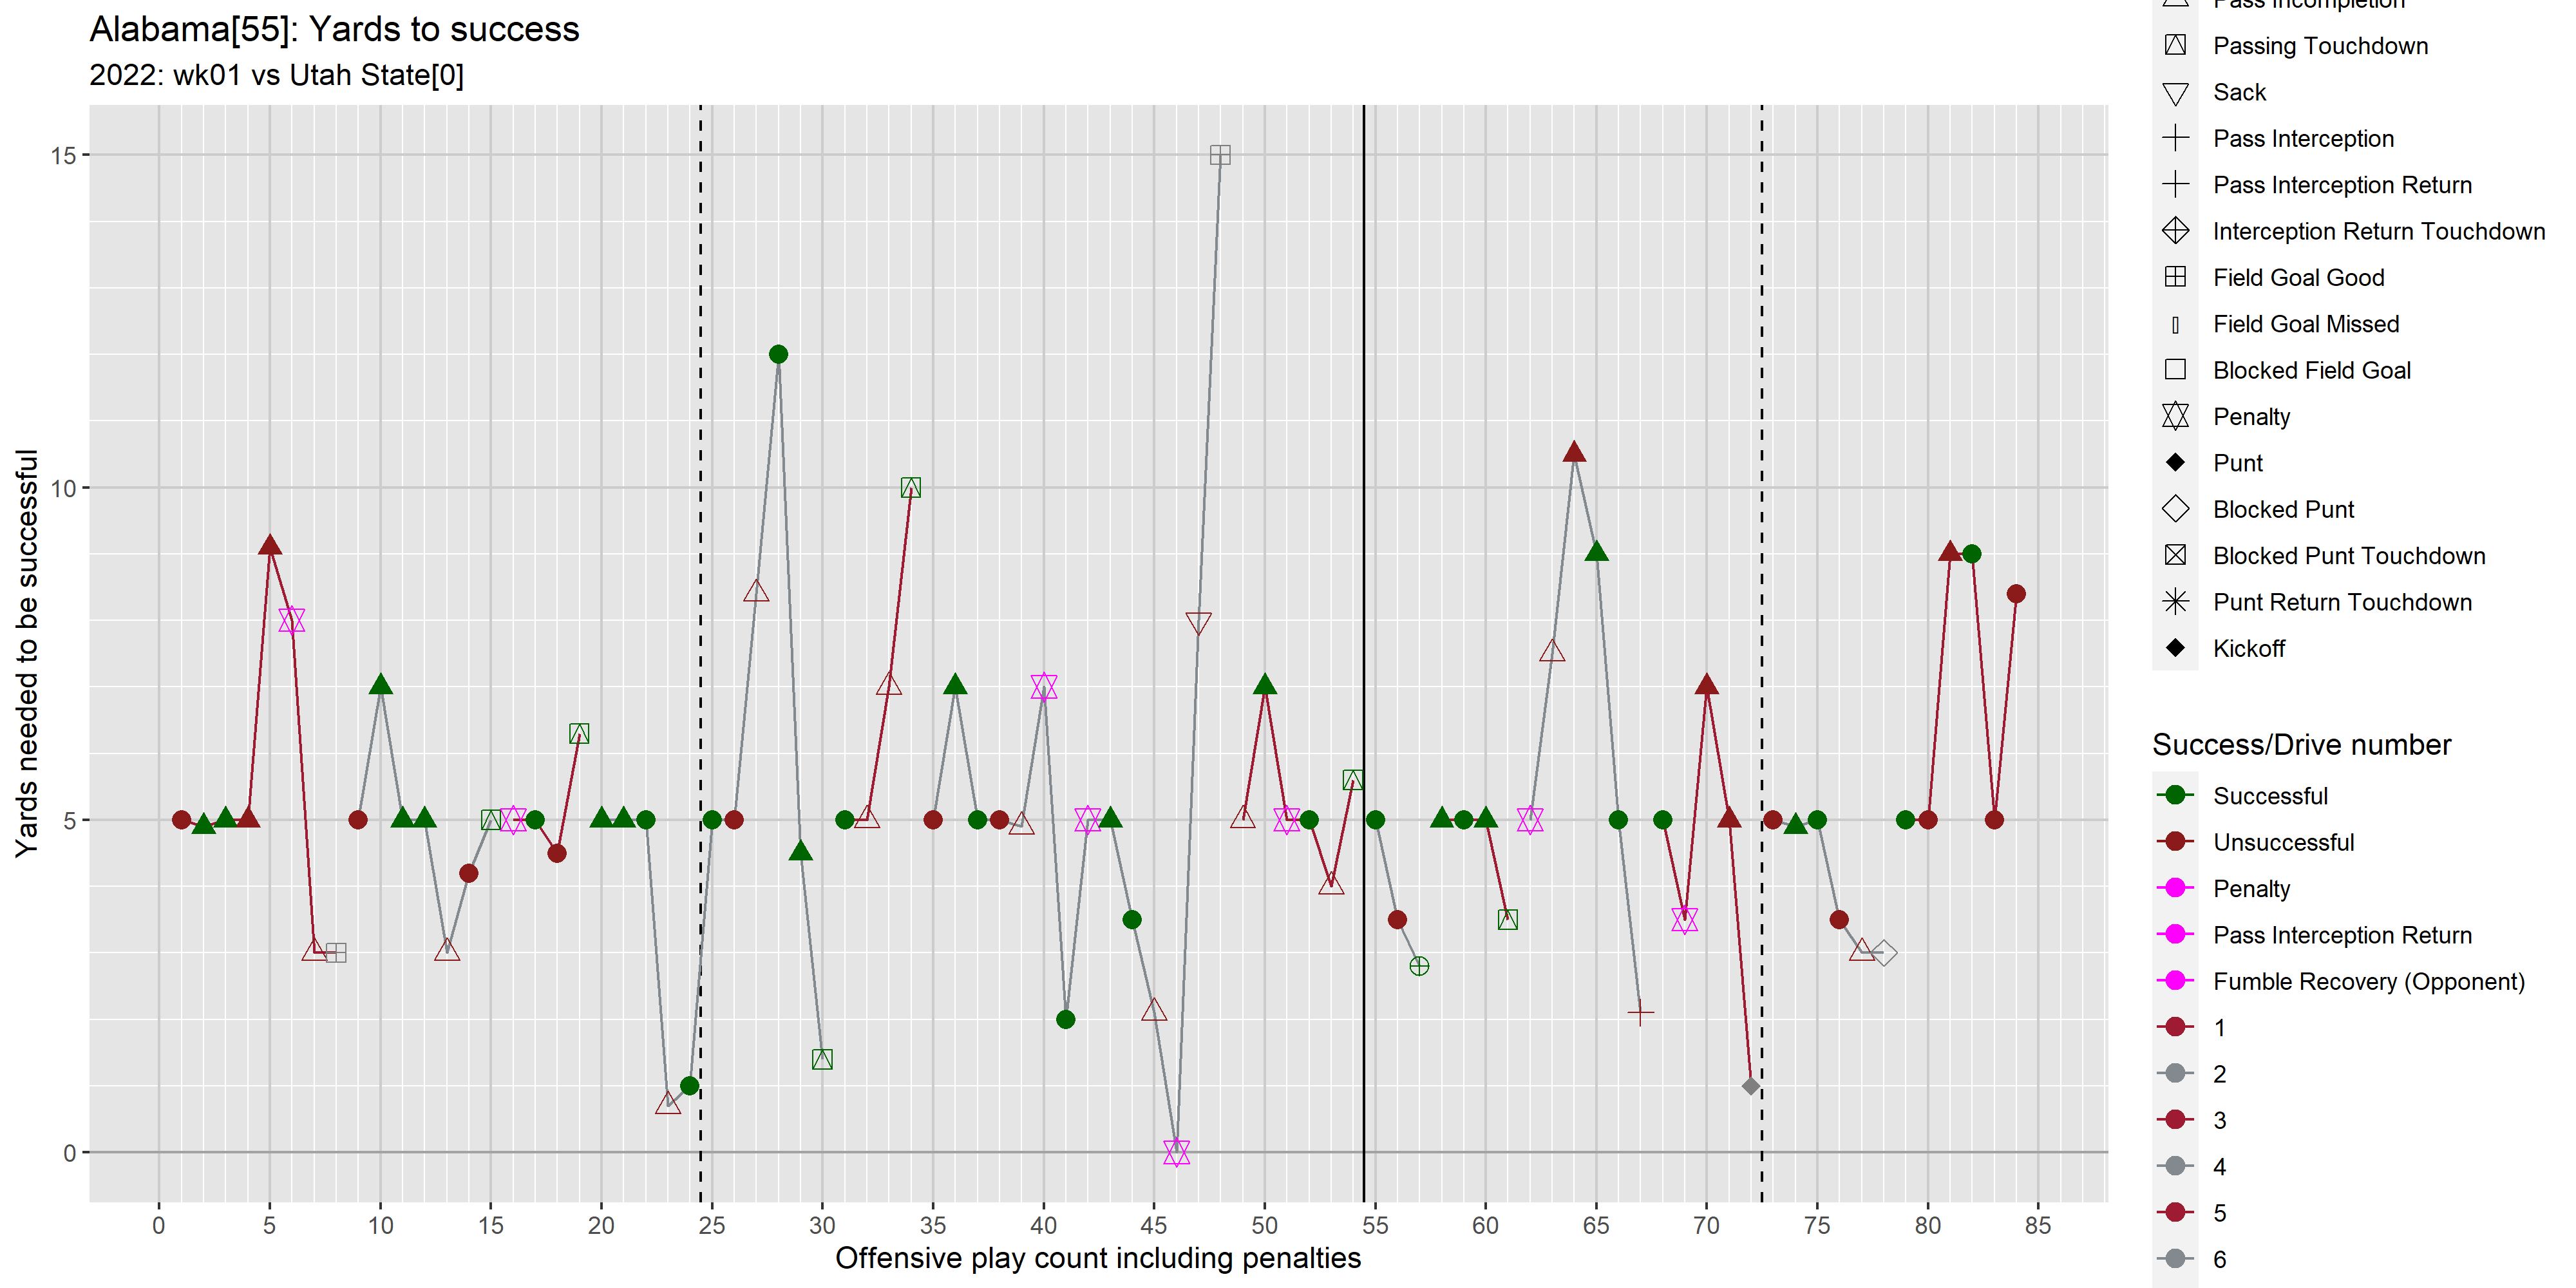 Alabama[55]: Yards to success
2022: wk01 vs Utah State[0]
Yards needed to be successful
15
10
5
0
0 5 10 15 20 25 30 35 40 45 50 55 60 65 70 75 80 85
Offensive play count including penalties
Pass Incompletion
Passing Touchdown
Sack
Pass Interception
Pass Interception Return
Interception Return Touchdown
Field Goal Good
Field Goal Missed
Blocked Field Goal
Penalty
Punt
Blocked Punt
Blocked Punt Touchdown
Punt Return Touchdown
Kickoff
Success/Drive number
Successful
Unsuccessful
Penalty
Pass Interception Return
Fumble Recovery (Opponent)
1
2
3
4
5
6